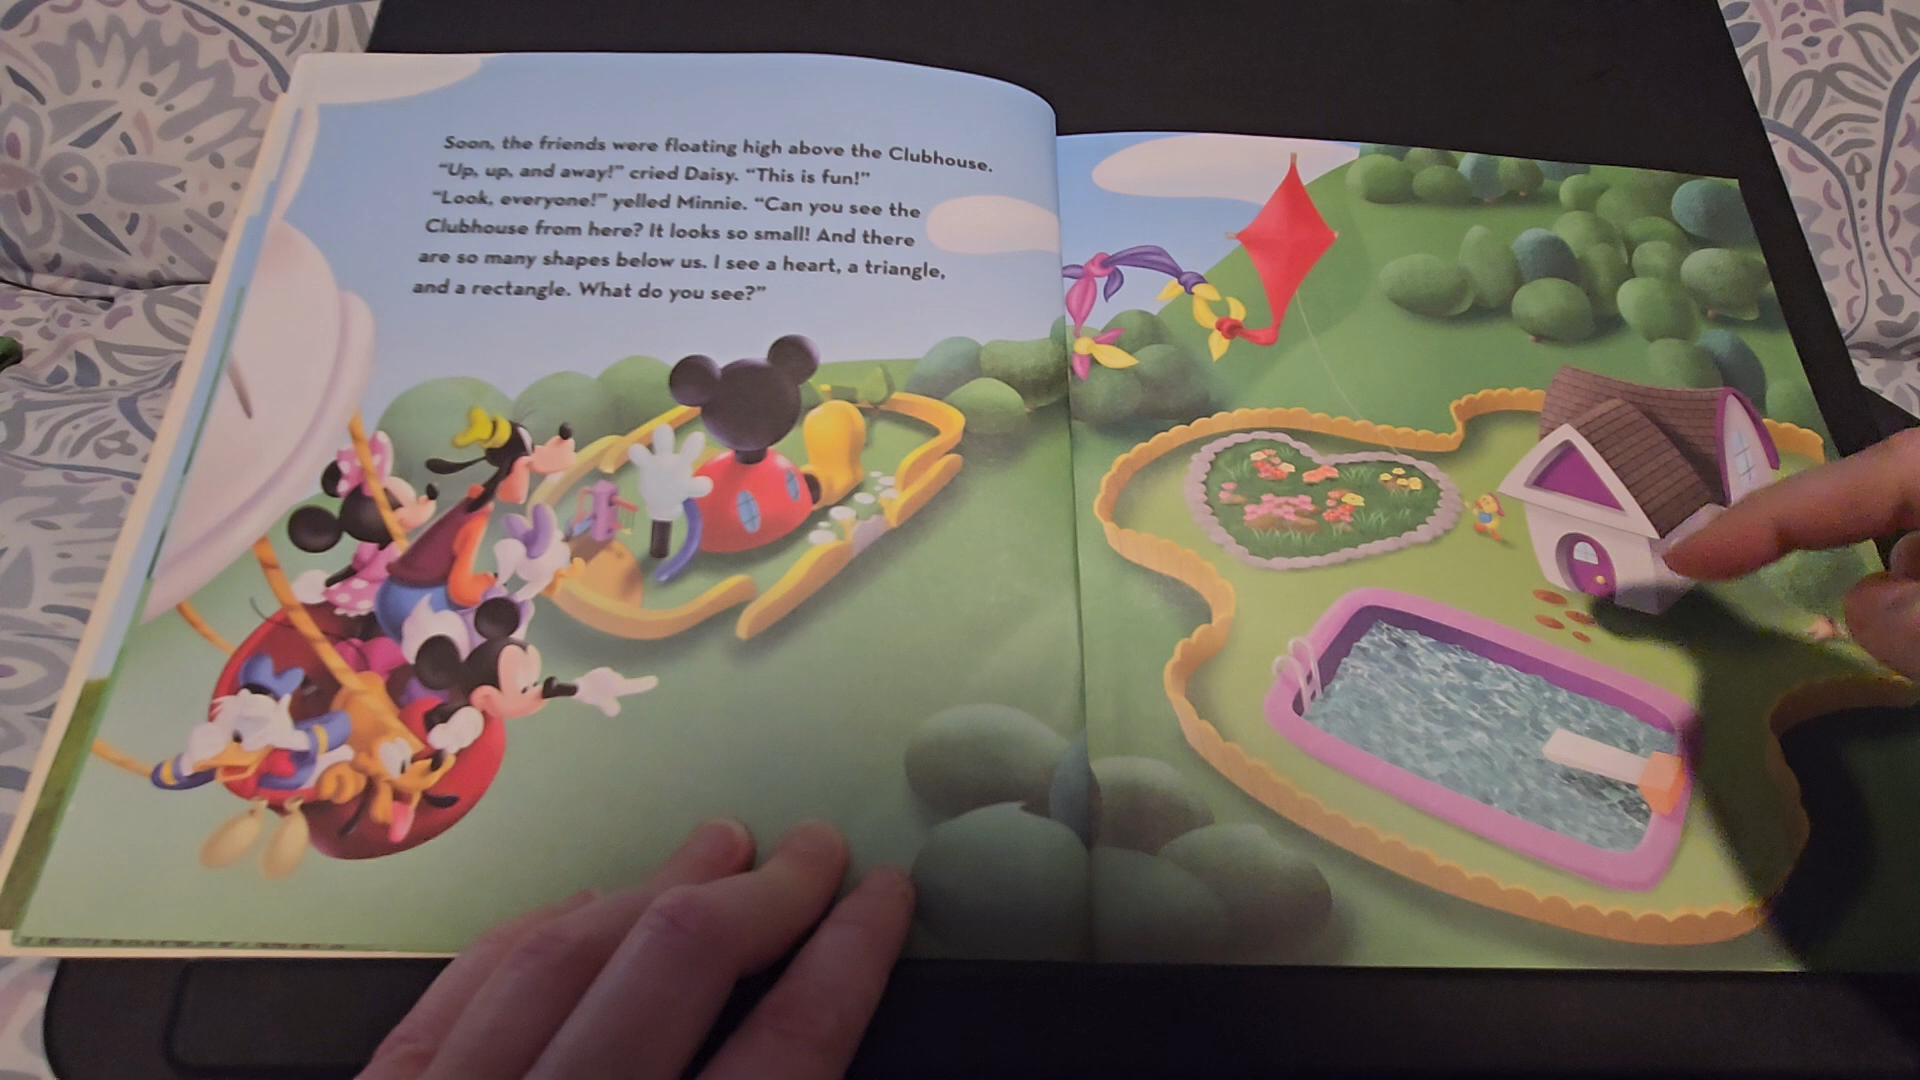 Soon, the friends were floating high above the Clubhouse.
“Up, up, and away!” cried Daisy. “This is fun!”
“Look, everyone!” yelled Minnie. “Can you see the
Clubhouse from here? It looks so small! And there
are so many shapes below us. I see a heart, a triangle,
and a rectangle. What do you see?”